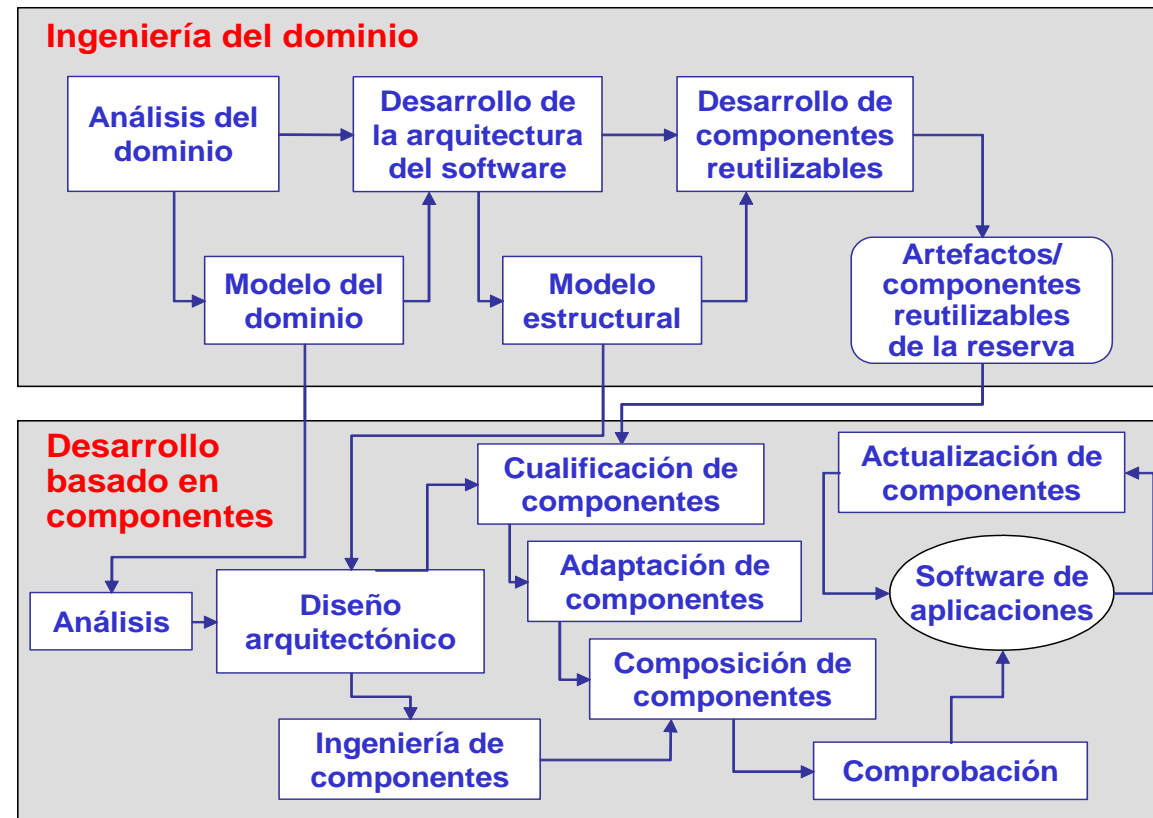 Ingeniería del dominio
Análisis del
dominio
Desarrollo de
la arquitectura
del software
Desarrollo de
componentes
reutilizables
Modelo del
dominio
Modelo
estructural
Artefactos/
componentes
reutilizables
de la reserva
Desarrollo
basado en
componentes
Cualificación de
componentes
Actualización de
componentes
Adaptación de
componentes
Software de
aplicaciones
Análisis
Diseño
arquitectónico
Composición de
componentes
Ingeniería de
componentes
Comprobación